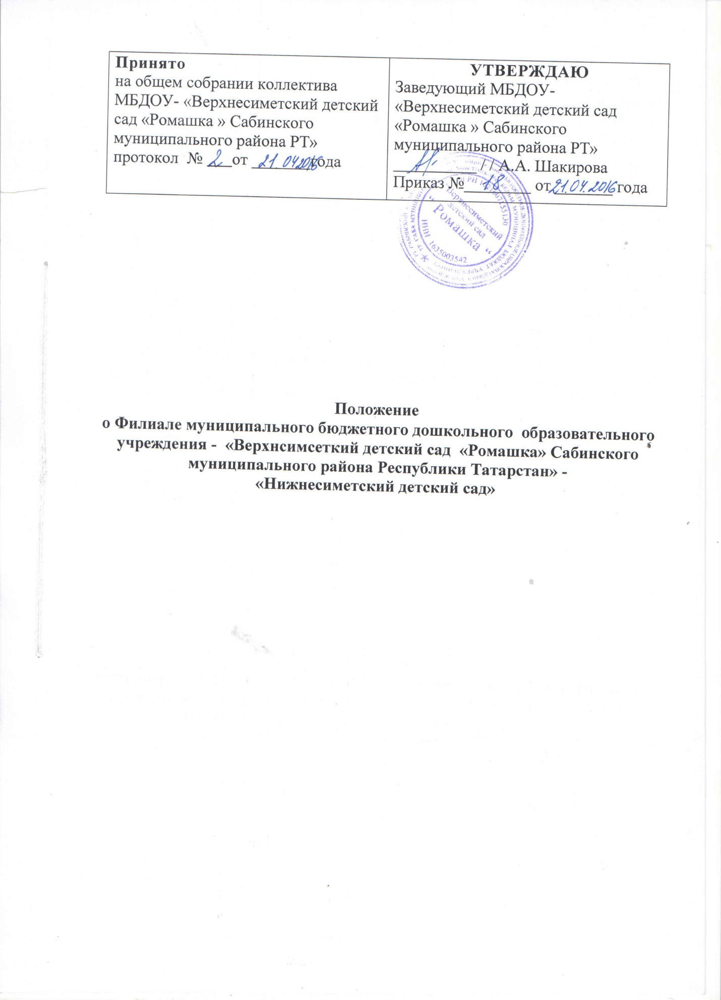 Принято
на общем собрании коллектива
МБДОУ- «Верхнесиметский детский
сад «Ромашка » Сабинского
муниципального района РТ»
протокол № 2 от 21.04.2016 года
УТВЕРЖДАЮ
Заведующий МБДОУ-
«Верхнесиметский детский сад
«Ромашка » Сабинского
муниципального района РТ»
/ / А.А. Шакирова
Приказ № 18 от 21.04.2016 года
Верхнесиметский
детский сад
“ Ромашка “
ИНН 1635003542
Положение
о Филиале муниципального бюджетного дошкольного образовательного
учреждения - «Верхнсимсеткий детский сад «Ромашка» Сабинского
муниципального района Республики Татарстан» -
«Нижнесиметский детский сад»